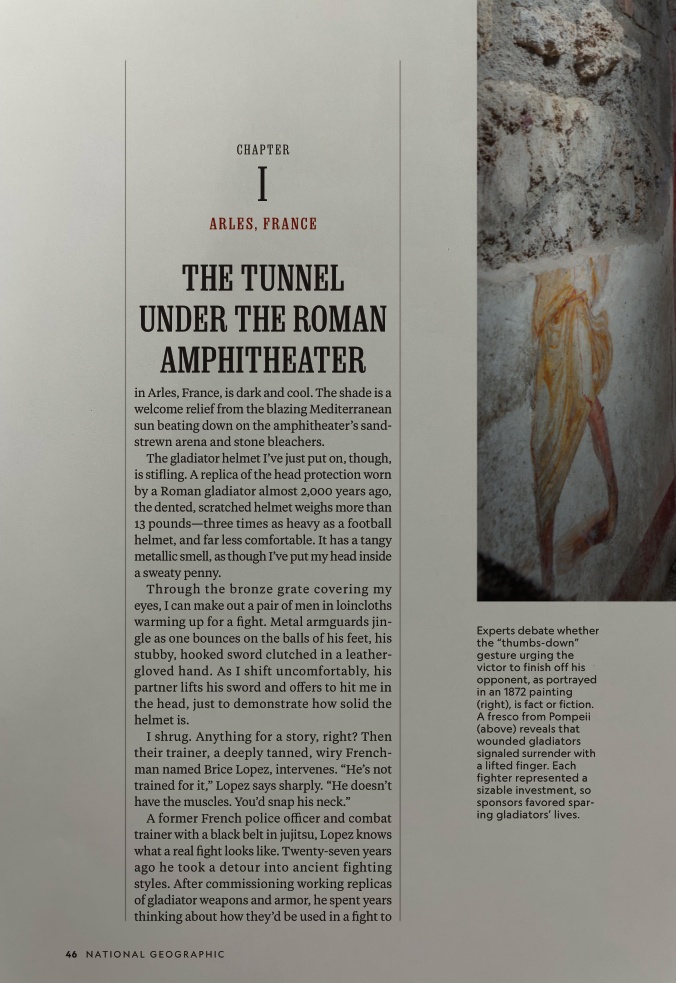 CHAPTER
I
ARLES, FRANCE
THE TUNNEL
UNDER THE ROMAN
AMPHITHEATER
in Arles, France, is dark and cool. The shade is a
welcome relief from the blazing Mediterranean
sun beating down on the amphitheater’s sand-
strewn arena and stone bleachers.
The gladiator helmet I’ve just put on, though,
is stifling. A replica of the head protection worn
by a Roman gladiator almost 2,000 years ago,
the dented, scratched helmet weighs more than
13 pounds—three times as heavy as a football
helmet, and far less comfortable. It has a tangy
metallic smell, as though I’ve put my head inside
a sweaty penny.
Through the bronze grate covering my
eyes, I can make out a pair of men in loincloths
warming up for a fight. Metal armguards jin-
gle as one bounces on the balls of his feet, his
stubby, hooked sword clutched in a leather-
gloved hand. As I shift uncomfortably, his
partner lifts his sword and offers to hit me in
the head, just to demonstrate how solid the
helmet is.
I shrug. Anything for a story, right? Then
their trainer, a deeply tanned, wiry French-
man named Brice Lopez, intervenes. “He’s not
trained for it,” Lopez says sharply. “He doesn’t
have the muscles. You’d snap his neck.”
A former French police officer and combat
trainer with a black belt in jujitsu, Lopez knows
what a real fight looks like. Twenty-seven years
ago he took a detour into ancient fighting
styles. After commissioning working replicas
of gladiator weapons and armor, he spent years
thinking about how they’d be used in a fight to
Experts debate whether
the “thumbs-down”
gesture urging the
victor to finish off his
opponent, as portrayed
in an 1872 painting
(right), is fact or fiction.
A fresco from Pompeii
(above) reveals that
wounded gladiators
signaled surrender with
a lifted finger. Each
fighter represented a
sizable investment, so
sponsors favored spar-
ing gladiators’ lives.
46 NATIONAL GEOGRAPHIC